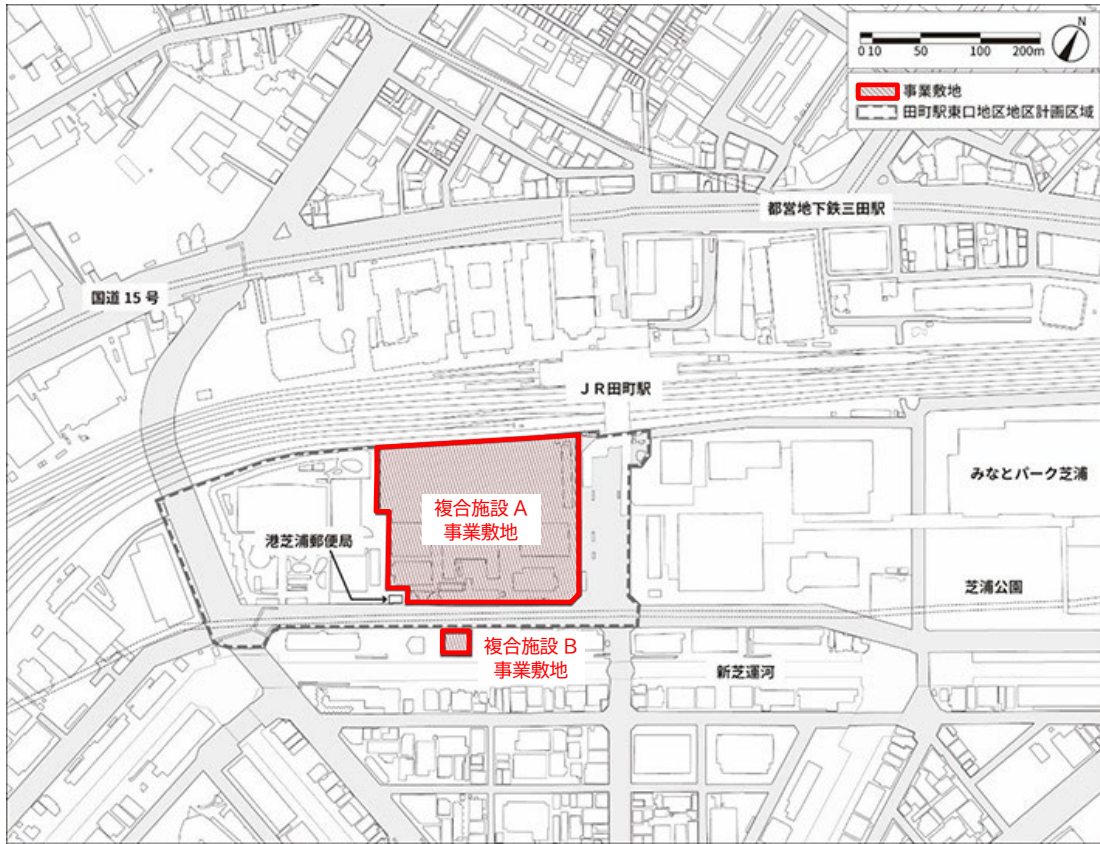 N
0 10 50 100 200m
事業敷地
田町駅東口地区地区計画区域
都営地下鉄三田駅
国道 15 号
ＪＲ田町駅
みなとパーク芝浦
複合施設 A
事業敷地
港芝浦郵便局
芝浦公園
複合施設 B
事業敷地
新芝運河